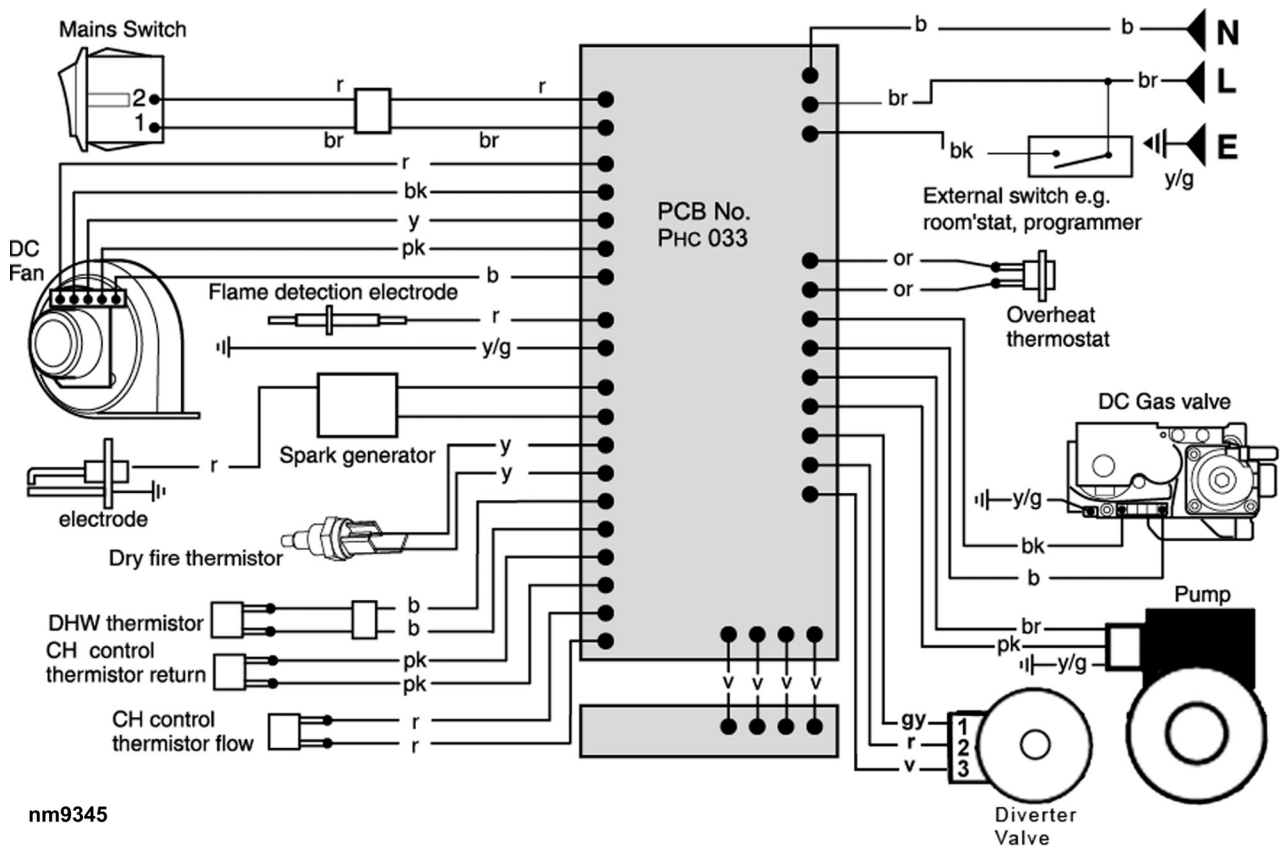 Mains Switch
2
1
r
r
br
br
b
b
N
br
br
L
bk
E
y/g
External switch e.g.
room'stat, programmer
PCB No.
PHC 033
r
bk
y
pk
b
DC
Fan
Flame detection electrode
r
y/g
or
or
Overheat
thermostat
Spark generator
r
electrode
y
y
Dry fire thermistor
DC Gas valve
y/g
bk
b
DHW thermistor
b
b
CH control
thermistor return
pk
pk
CH control
thermistor flow
r
r
v
v
v
v
Pump
br
pk
y/g
gy
r
v
1
2
3
Diverter
Valve
nm9345